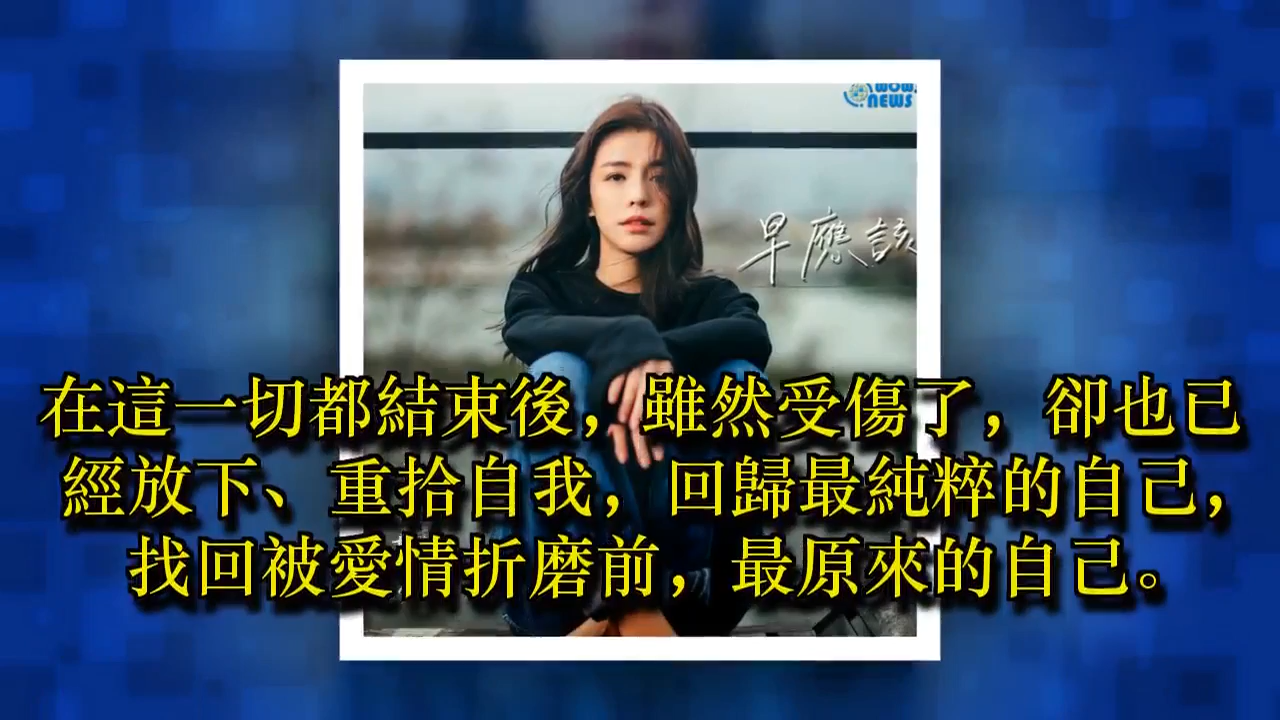 WOW
NEWS
早應該
在這一切都結束後，雖然受傷了，卻也已
經放下、重拾自我，回歸最純粹的自己，
找回被愛情折磨前，最原來的自己。